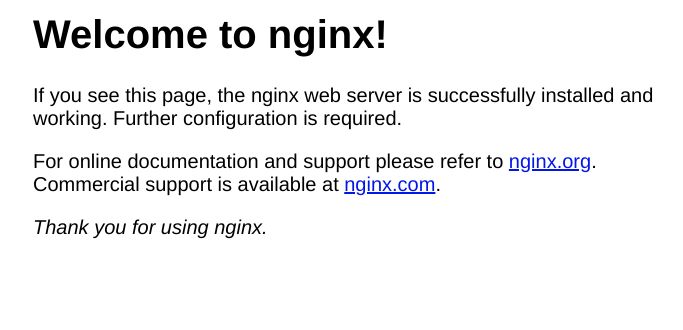 Welcome to nginx!
If you see this page, the nginx web server is successfully installed and
working. Further configuration is required.
For online documentation and support please refer to nginx.org.
Commercial support is available at nginx.com.
Thank you for using nginx.